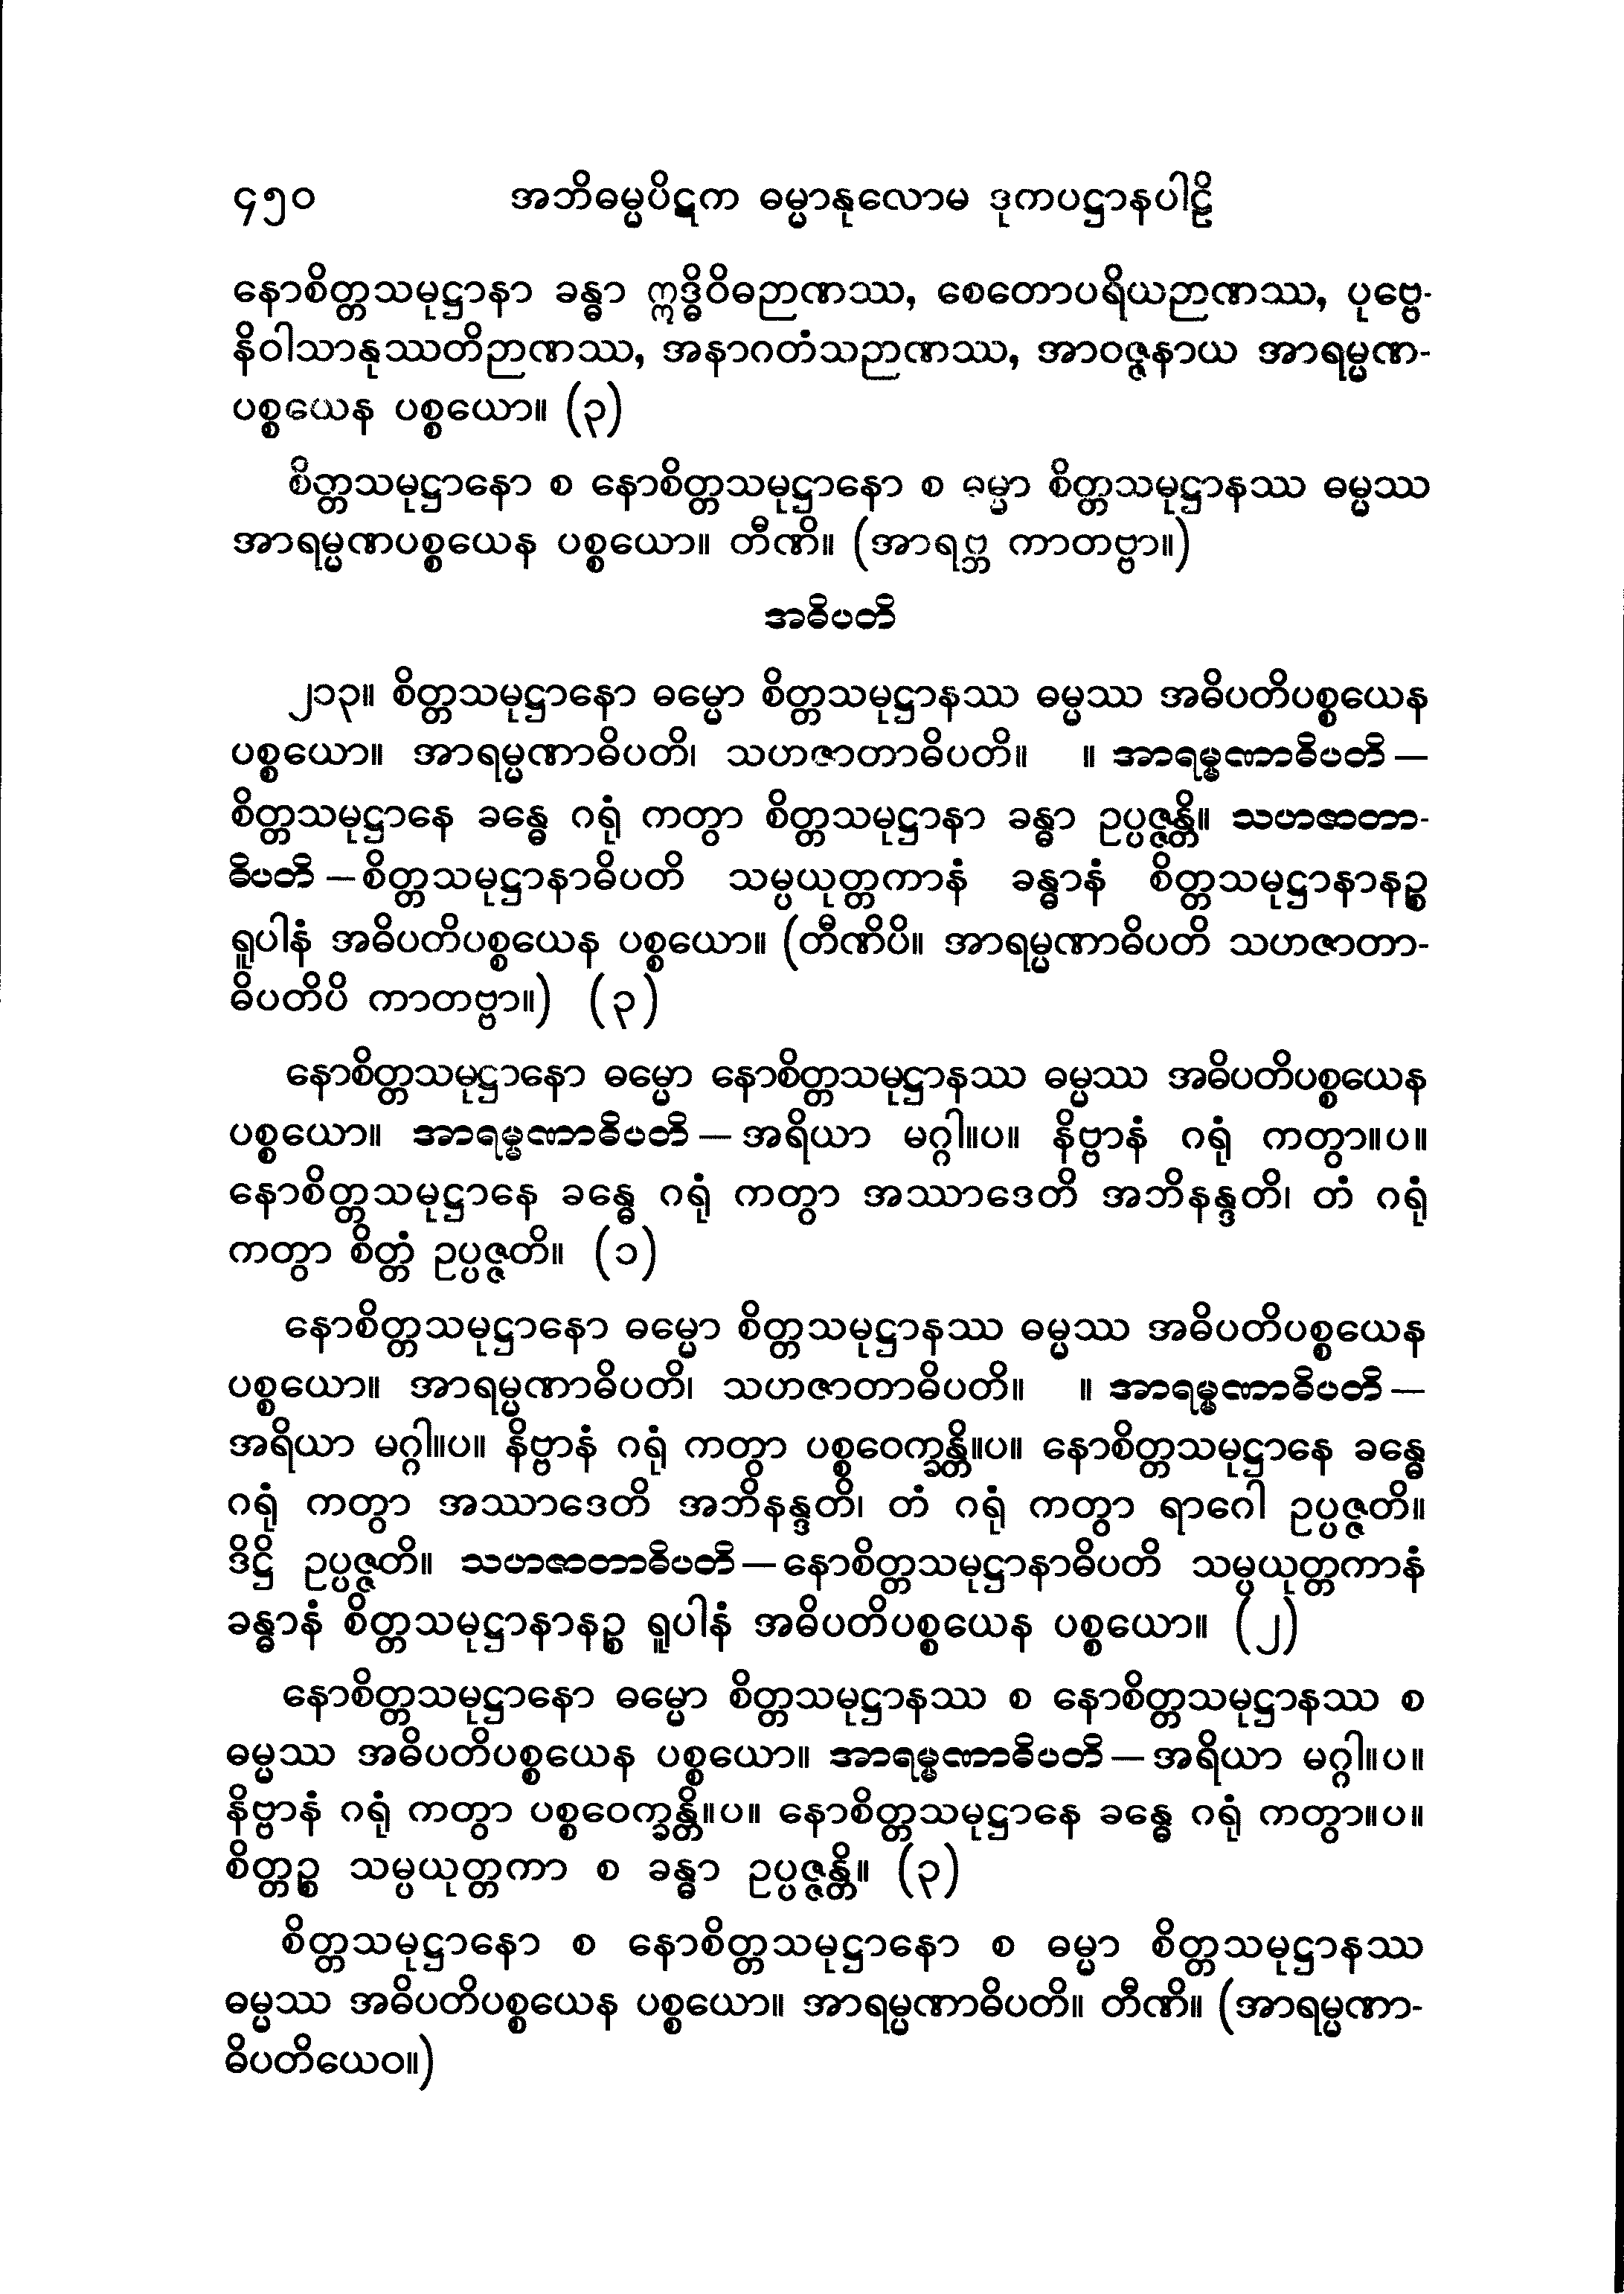 ၄၅၀ အဘိဓမ္မပိဋက ဓမ္မာနုလောမ ဒုကပဋ္ဌာနပါဠိ
နောစိတ္တသမုဋ္ဌာနာ ခန္ဓာ ဣဒ္ဓိဝိဓဉာဏဿ, စေတောပရိယဉာဏဿ, ပုဗ္ဗေ-
နိဝါသာနုဿတိဉာဏဿ, အနာဂတံသဉာဏဿ, အာဝဇ္ဇနာယ အာရမ္မဏ-
ပစ္စယေန ပစ္စယော။ (၃)
စိတ္တသမုဋ္ဌာနော စ နောစိတ္တသမုဋ္ဌာနော စ ဓမ္မာ စိတ္တသမုဋ္ဌာနဿ ဓမ္မဿ
အာရမ္မဏပစ္စယေန ပစ္စယော။ တီဏိ။ (အာရဗ္ဘ ကာတဗ္ဗာ။)
အဓိပတိ
၂၁၃။ စိတ္တသမုဋ္ဌာနော ဓမ္မော စိတ္တသမုဋ္ဌာနဿ ဓမ္မဿ အဓိပတိပစ္စယေန
ပစ္စယော။ အာရမ္မဏာဓိပတိ၊ သဟဇာတာဓိပတိ။ ။ အာရမ္မဏာဓိပတိ –
စိတ္တသမုဋ္ဌာနေ ခန္ဓေ ဂရုံ ကတွာ စိတ္တသမုဋ္ဌာနာ ခန္ဓာ ဥပ္ပဇ္ဇန္တိ။ သဟဇာတာ-
ဓိပတိ – စိတ္တသမုဋ္ဌာနာဓိပတိ သမ္ပယုတ္တကာနံ ခန္ဓာနံ စိတ္တသမုဋ္ဌာနာနဉ္စ
ရူပါနံ အဓိပတိပစ္စယေန ပစ္စယော။ (တီဏိပိ။ အာရမ္မဏာဓိပတိ သဟဇာတာ-
ဓိပတိပိ ကာတဗ္ဗာ။) (၃)
နောစိတ္တသမုဋ္ဌာနော ဓမ္မော နောစိတ္တသမုဋ္ဌာနဿ ဓမ္မဿ အဓိပတိပစ္စယေန
ပစ္စယော။ အာရမ္မဏာဓိပတိ – အရိယာ မဂ္ဂါ။ပ။ နိဗ္ဗာနံ ဂရုံ ကတွာ။ပ။
နောစိတ္တသမုဋ္ဌာနေ ခန္ဓေ ဂရုံ ကတွာ အဿာဒေတိ အဘိနန္ဒတိ၊ တံ ဂရုံ
ကတွာ စိတ္တံ ဥပ္ပဇ္ဇတိ။ (၁)
နောစိတ္တသမုဋ္ဌာနော ဓမ္မော စိတ္တသမုဋ္ဌာနဿ ဓမ္မဿ အဓိပတိပစ္စယေန
ပစ္စယော။ အာရမ္မဏာဓိပတိ၊ သဟဇာတာဓိပတိ။ ။ အာရမ္မဏာဓိပတိ –
အရိယာ မဂ္ဂါ။ပ။ နိဗ္ဗာနံ ဂရုံ ကတွာ ပစ္စဝေက္ခန္တိ။ပ။ နောစိတ္တသမုဋ္ဌာနေ ခန္ဓေ
ဂရုံ ကတွာ အဿာဒေတိ အဘိနန္ဒတိ၊ တံ ဂရုံ ကတွာ ရာဂေါ ဥပ္ပဇ္ဇတိ။
ဒိဋ္ဌိ ဥပ္ပဇ္ဇတိ။ သဟဇာတာဓိပတိ – နောစိတ္တသမုဋ္ဌာနာဓိပတိ သမ္ပယုတ္တကာနံ
ခန္ဓာနံ စိတ္တသမုဋ္ဌာနာနဉ္စ ရူပါနံ အဓိပတိပစ္စယေန ပစ္စယော။ (၂)
နောစိတ္တသမုဋ္ဌာနော ဓမ္မော စိတ္တသမုဋ္ဌာနဿ စ နောစိတ္တသမုဋ္ဌာနဿ စ
ဓမ္မဿ အဓိပတိပစ္စယေန ပစ္စယော။ အာရမ္မဏာဓိပတိ – အရိယာ မဂ္ဂါ။ပ။
နိဗ္ဗာနံ ဂရုံ ကတွာ ပစ္စဝေက္ခန္တိ။ပ။ နောစိတ္တသမုဋ္ဌာနေ ခန္ဓေ ဂရုံ ကတွာ။ပ။
စိတ္တဉ္စ သမ္ပယုတ္တကာ စ ခန္ဓာ ဥပ္ပဇ္ဇန္တိ။ (၃)
စိတ္တသမုဋ္ဌာနော စ နောစိတ္တသမုဋ္ဌာနော စ ဓမ္မာ စိတ္တသမုဋ္ဌာနဿ
ဓမ္မဿ အဓိပတိပစ္စယေန ပစ္စယော။ အာရမ္မဏာဓိပတိ။ တီဏိ။ (အာရမ္မဏာ-
ဓိပတိယေဝ။)